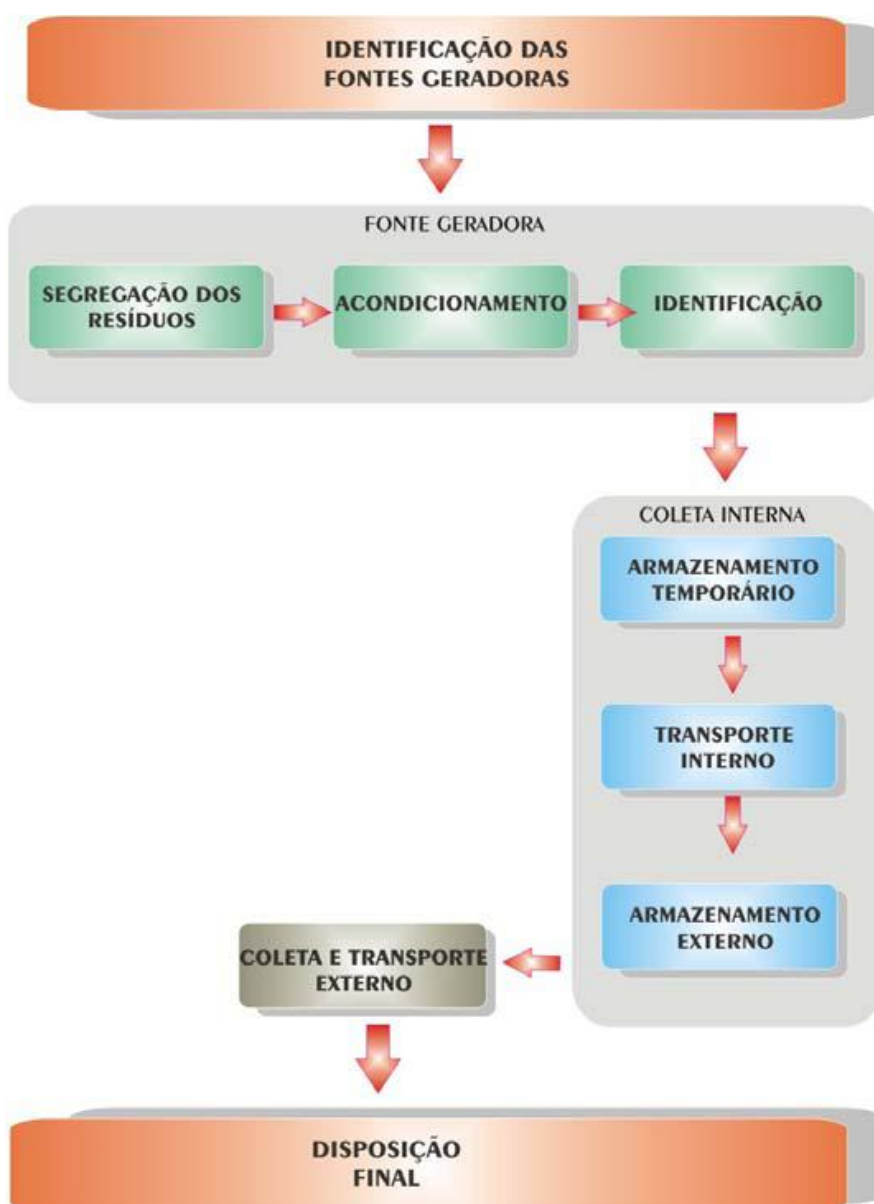 IDENTIFICAÇÃO DAS
FONTES GERADORAS
FONTE GERADORA
SEGREGAÇÃO DOS
RESÍDUOS
ACONDICIONAMENTO
IDENTIFICAÇÃO
COLETA INTERNA
ARMAZENAMENTO
TEMPORÁRIO
TRANSPORTE
INTERNO
ARMAZENAMENTO
EXTERNO
COLETA E TRANSPORTE
EXTERNO
DISPOSIÇÃO
FINAL